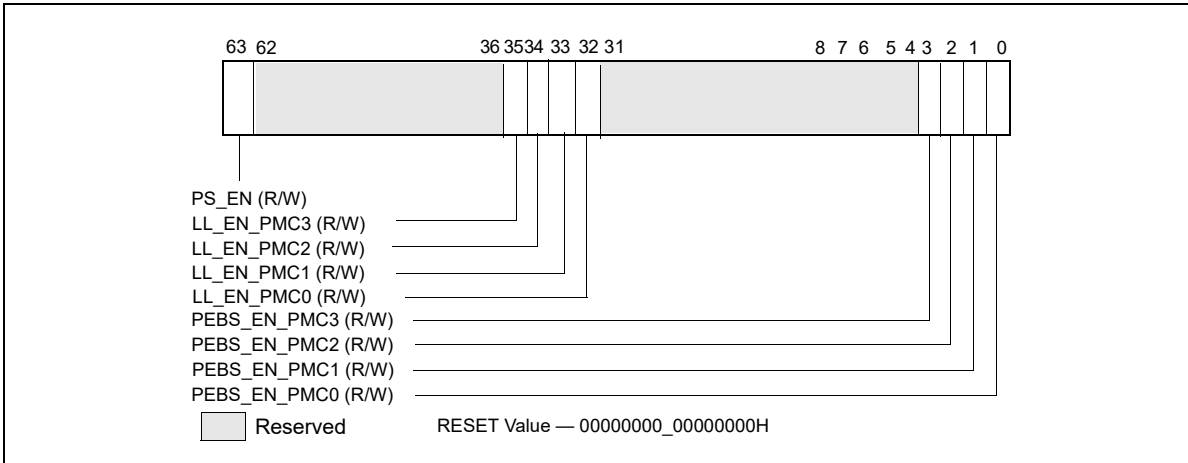 63 62 36 35 34 33 32 31 8 7 6 5 4 3 2 1 0
PS_EN (R/W)
LL_EN_PMC3 (R/W)
LL_EN_PMC2 (R/W)
LL_EN_PMC1 (R/W)
LL_EN_PMC0 (R/W)
PEBS_EN_PMC3 (R/W)
PEBS_EN_PMC2 (R/W)
PEBS_EN_PMC1 (R/W)
PEBS_EN_PMC0 (R/W)
Reserved RESET Value — 00000000_00000000H